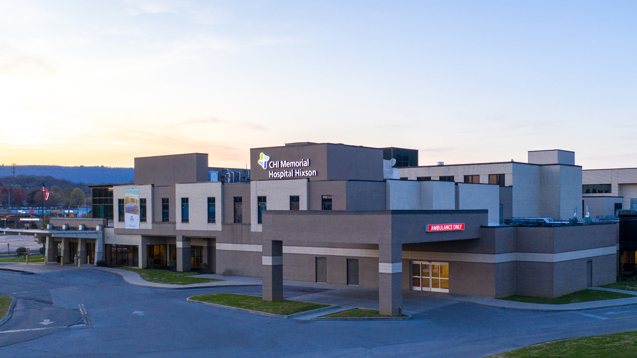 CHI Memorial
Hospital Hixson
AMBULANCE ONLY